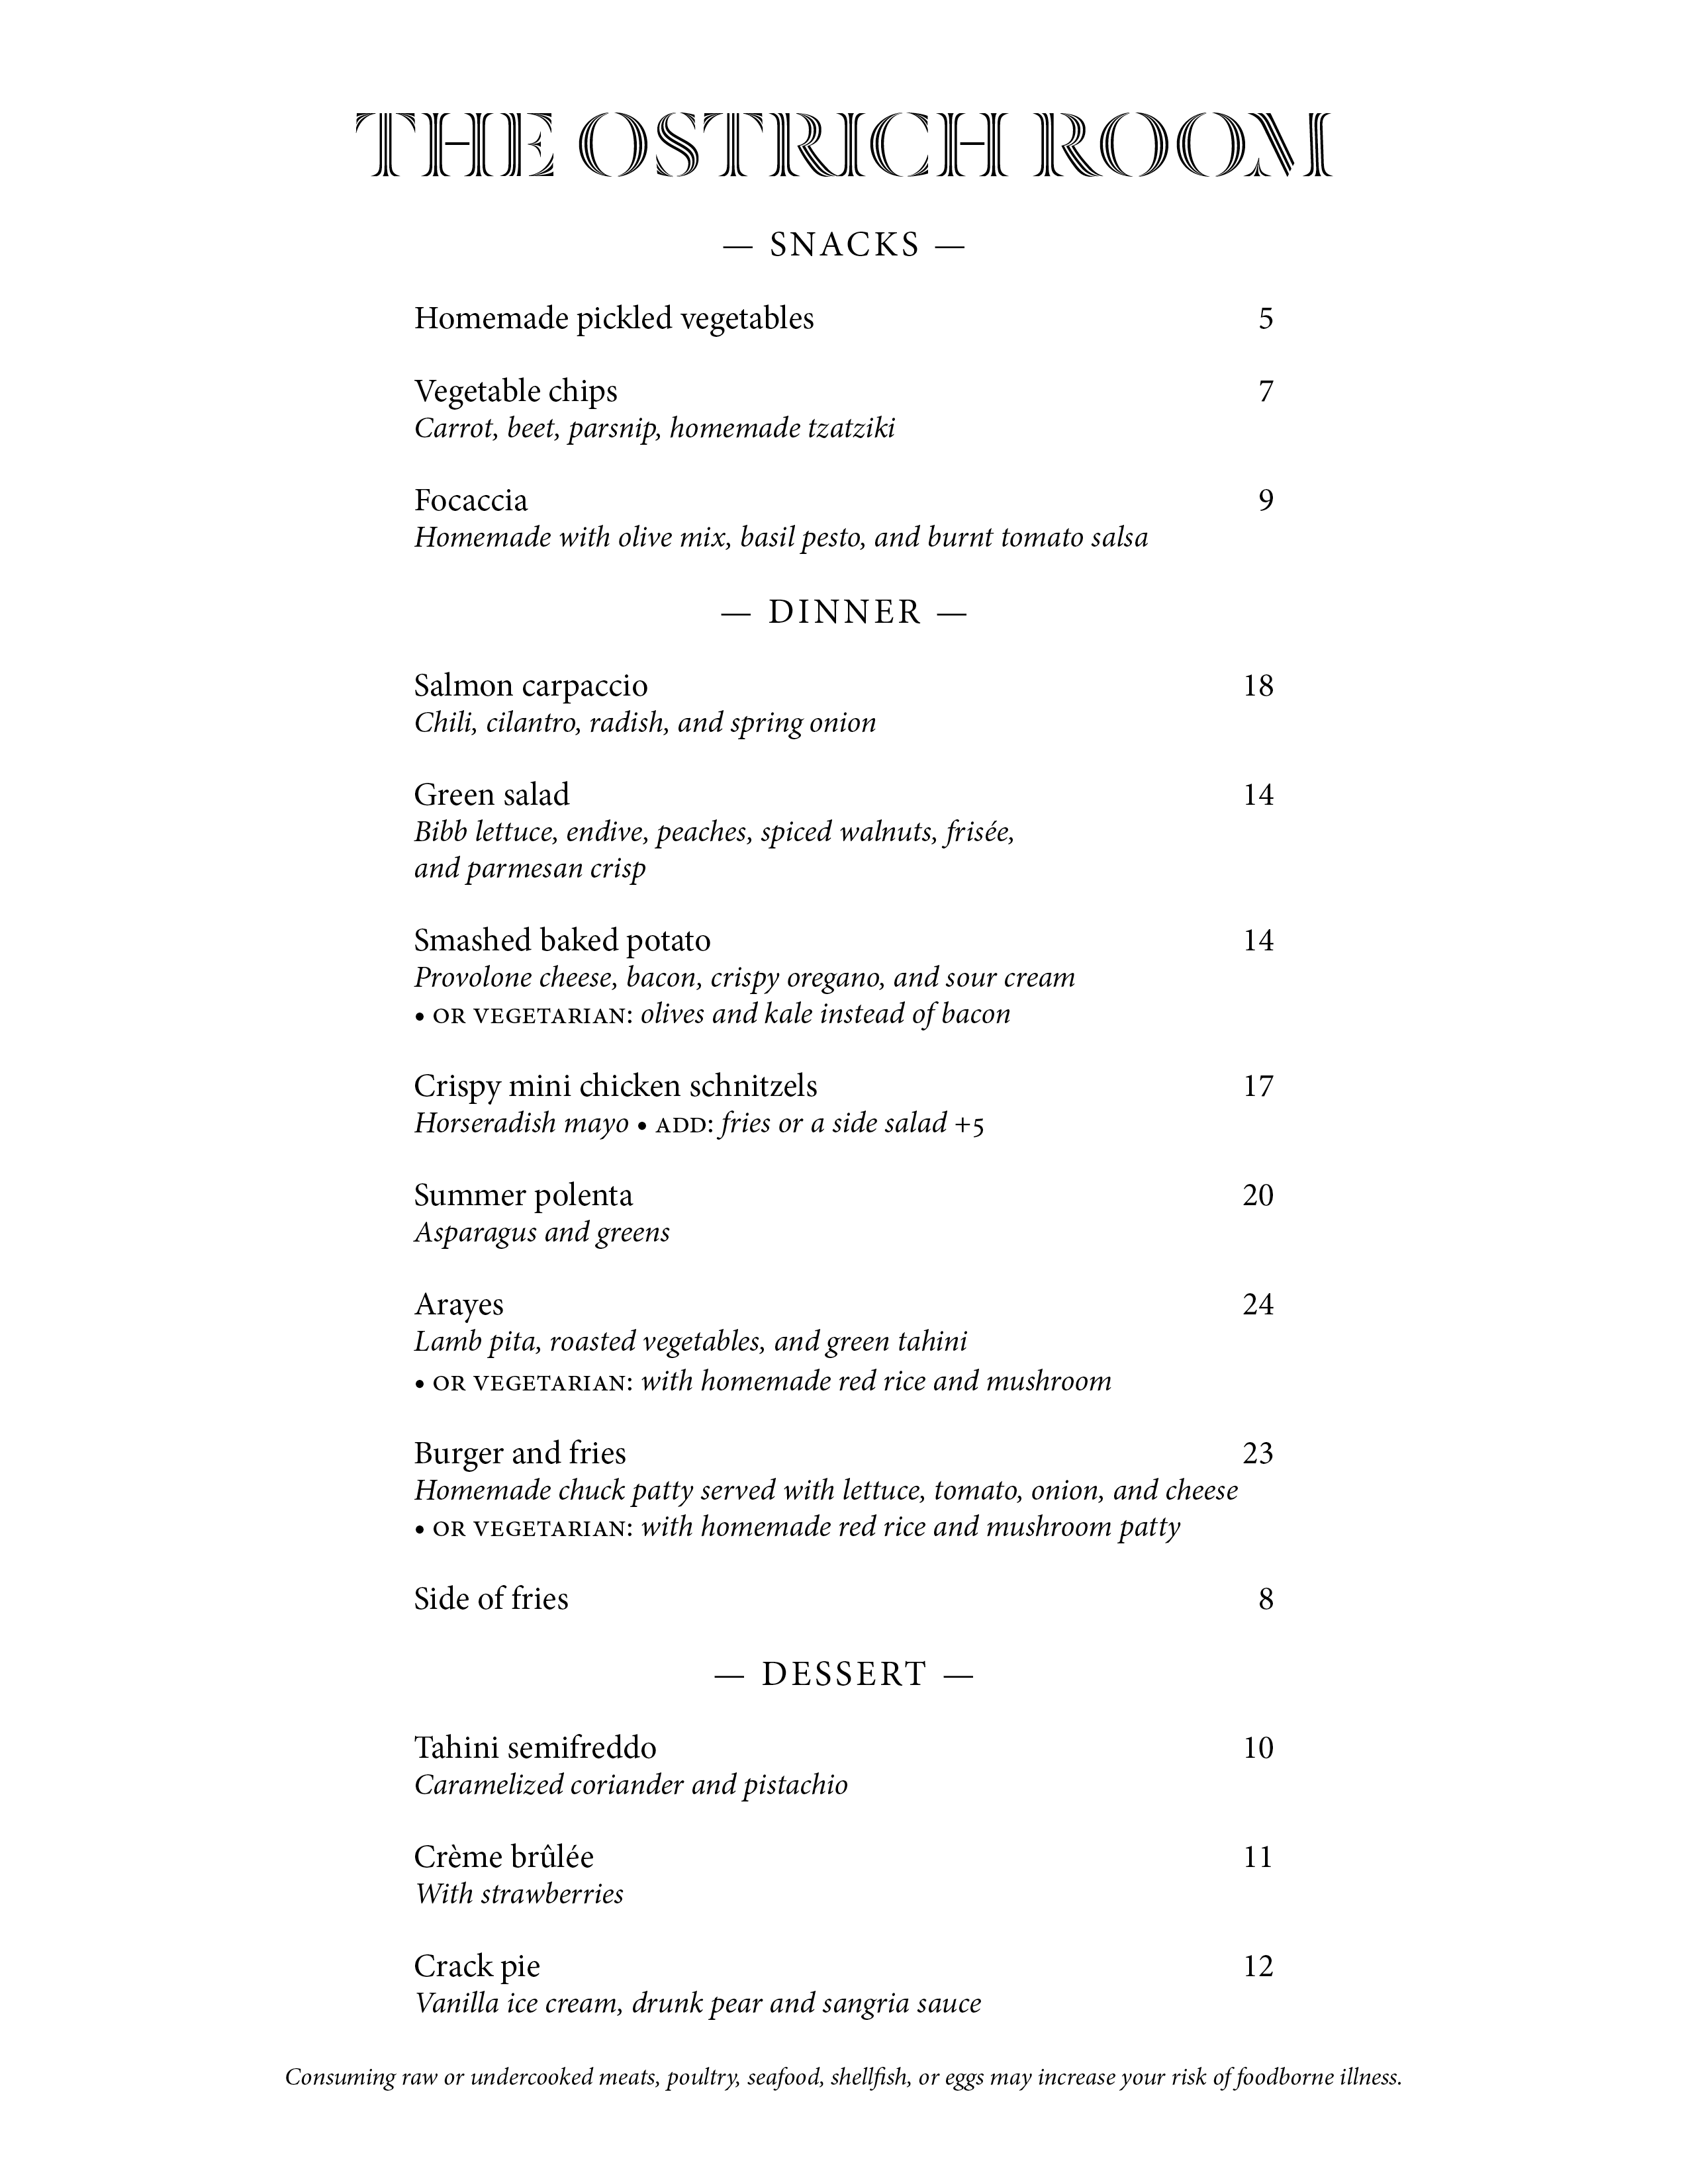 THE OSTRICH ROOM
— SNACKS —
Homemade pickled vegetables 5
Vegetable chips 7
Carrot, beet, parsnip, homemade tzatziki
Focaccia 9
Homemade with olive mix, basil pesto, and burnt tomato salsa
— DINNER —
Salmon carpaccio 18
Chili, cilantro, radish, and spring onion
Green salad 14
Bibb lettuce, endive, peaches, spiced walnuts, frisée,
and parmesan crisp
Smashed baked potato 14
Provolone cheese, bacon, crispy oregano, and sour cream
• OR VEGETARIAN: olives and kale instead of bacon
Crispy mini chicken schnitzels 17
Horseradish mayo • ADD: fries or a side salad +5
Summer polenta 20
Asparagus and greens
Arayes 24
Lamb pita, roasted vegetables, and green tahini
• OR VEGETARIAN: with homemade red rice and mushroom
Burger and fries 23
Homemade chuck patty served with lettuce, tomato, onion, and cheese
• OR VEGETARIAN: with homemade red rice and mushroom patty
Side of fries 8
— DESSERT —
Tahini semifreddo 10
Caramelized coriander and pistachio
Crème brûlée 11
With strawberries
Crack pie 12
Vanilla ice cream, drunk pear and sangria sauce
Consuming raw or undercooked meats, poultry, seafood, shellfish, or eggs may increase your risk of foodborne illness.